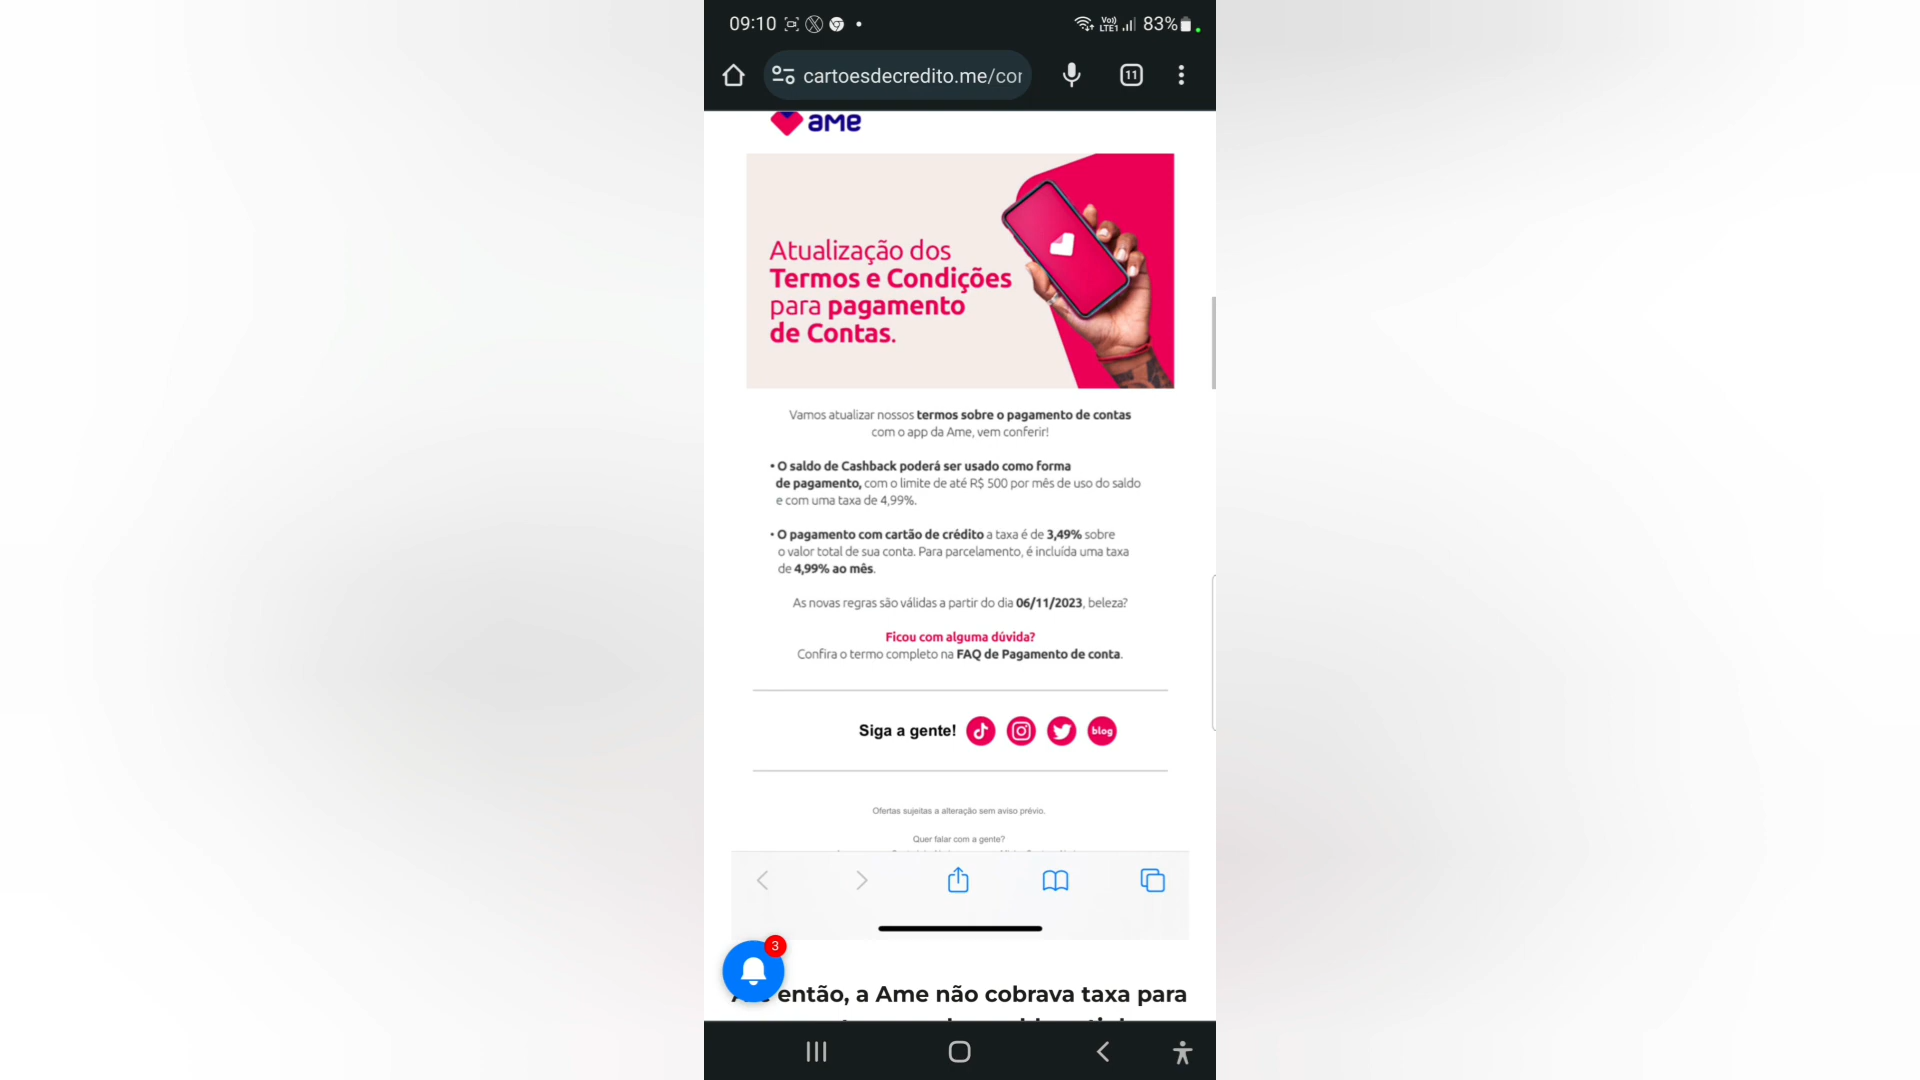 09:10
Vo))
LTE1
83%
cartoesdecredito.me/cor
11
ame
Atualização dos
Termos e Condições
para pagamento
de Contas.
Vamos atualizar nossos termos sobre o pagamento de contas
com o app da Ame, vem conferir!
• O saldo de Cashback poderá ser usado como forma
de pagamento, com o limite de até R$ 500 por mês de uso do saldo
e com uma taxa de 4,99%.
• O pagamento com cartão de crédito a taxa é de 3,49% sobre
o valor total de sua conta. Para parcelamento, é incluída uma taxa
de 4,99% ao mês.
As novas regras são válidas a partir do dia 06/11/2023, beleza?
Ficou com alguma dúvida?
Confira o termo completo na FAQ de Pagamento de conta.
Siga a gente!
blog
Ofertas sujeitas a alteração sem aviso prévio.
Quer falar com a gente?
3
então, a Ame não cobrava taxa para